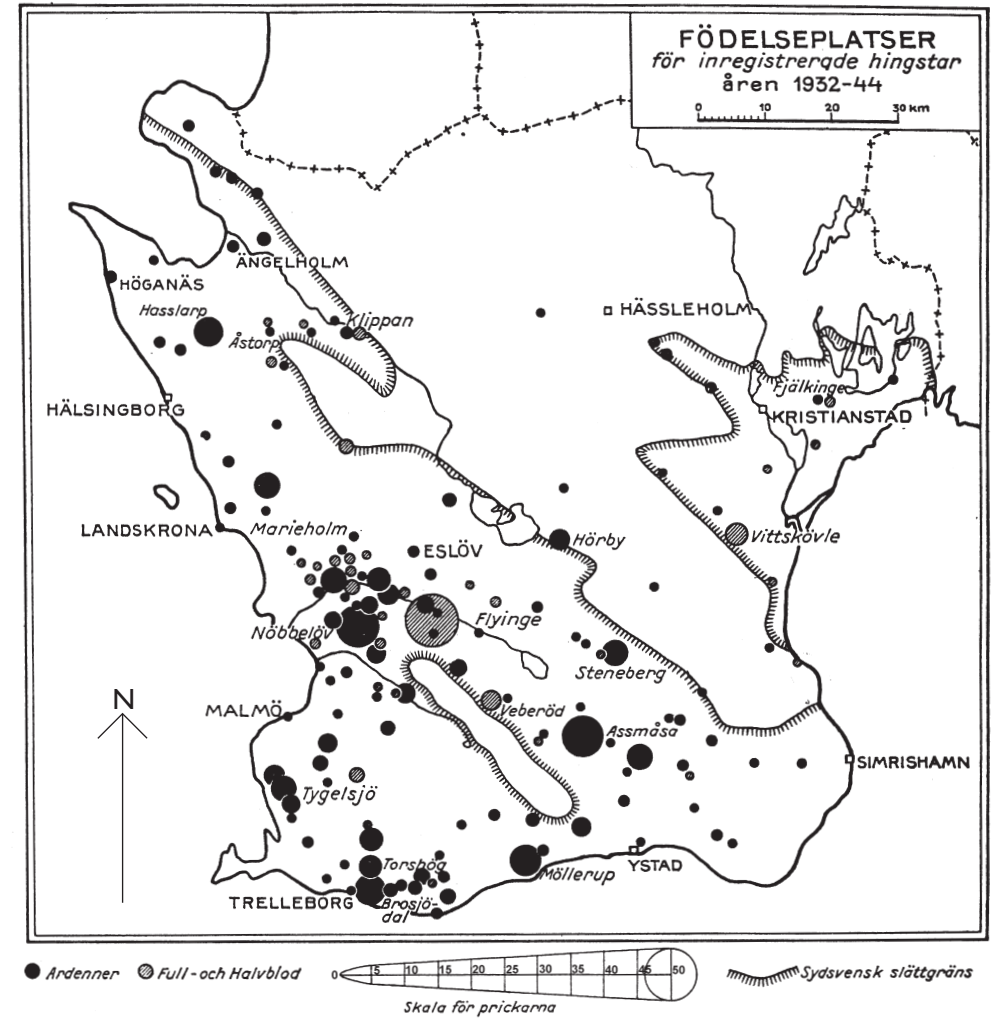 FÖDELSEPLATSER
för inregistrerade hingstar
åren 1932-44
0 10 20 30 KM
ÄNGELHOLM
HÖGANÄS
Hasslarp
Klippan
Åstorp
HÄSSLEHOLM
Fjälkinge
KRISTIANSTAD
HÄLSINGBORG
LANDSKRONA
Marieholm
ESLÖV
Hörby
Vittskövle
Nöbbelöv
Flyinge
Steneberg
N
MALMÖ
Veberöd
Assmåsa
SIMRISHAMN
Tygelsjö
Torshög
YSTAD
Möllerup
TRELLEBORG
Brosjö-
dal
Ardenner
Full-och Halvblod
0 5 10 15 20 25 30 35 40 45 50
Skala för prickarna
Sydsvensk slättgräns